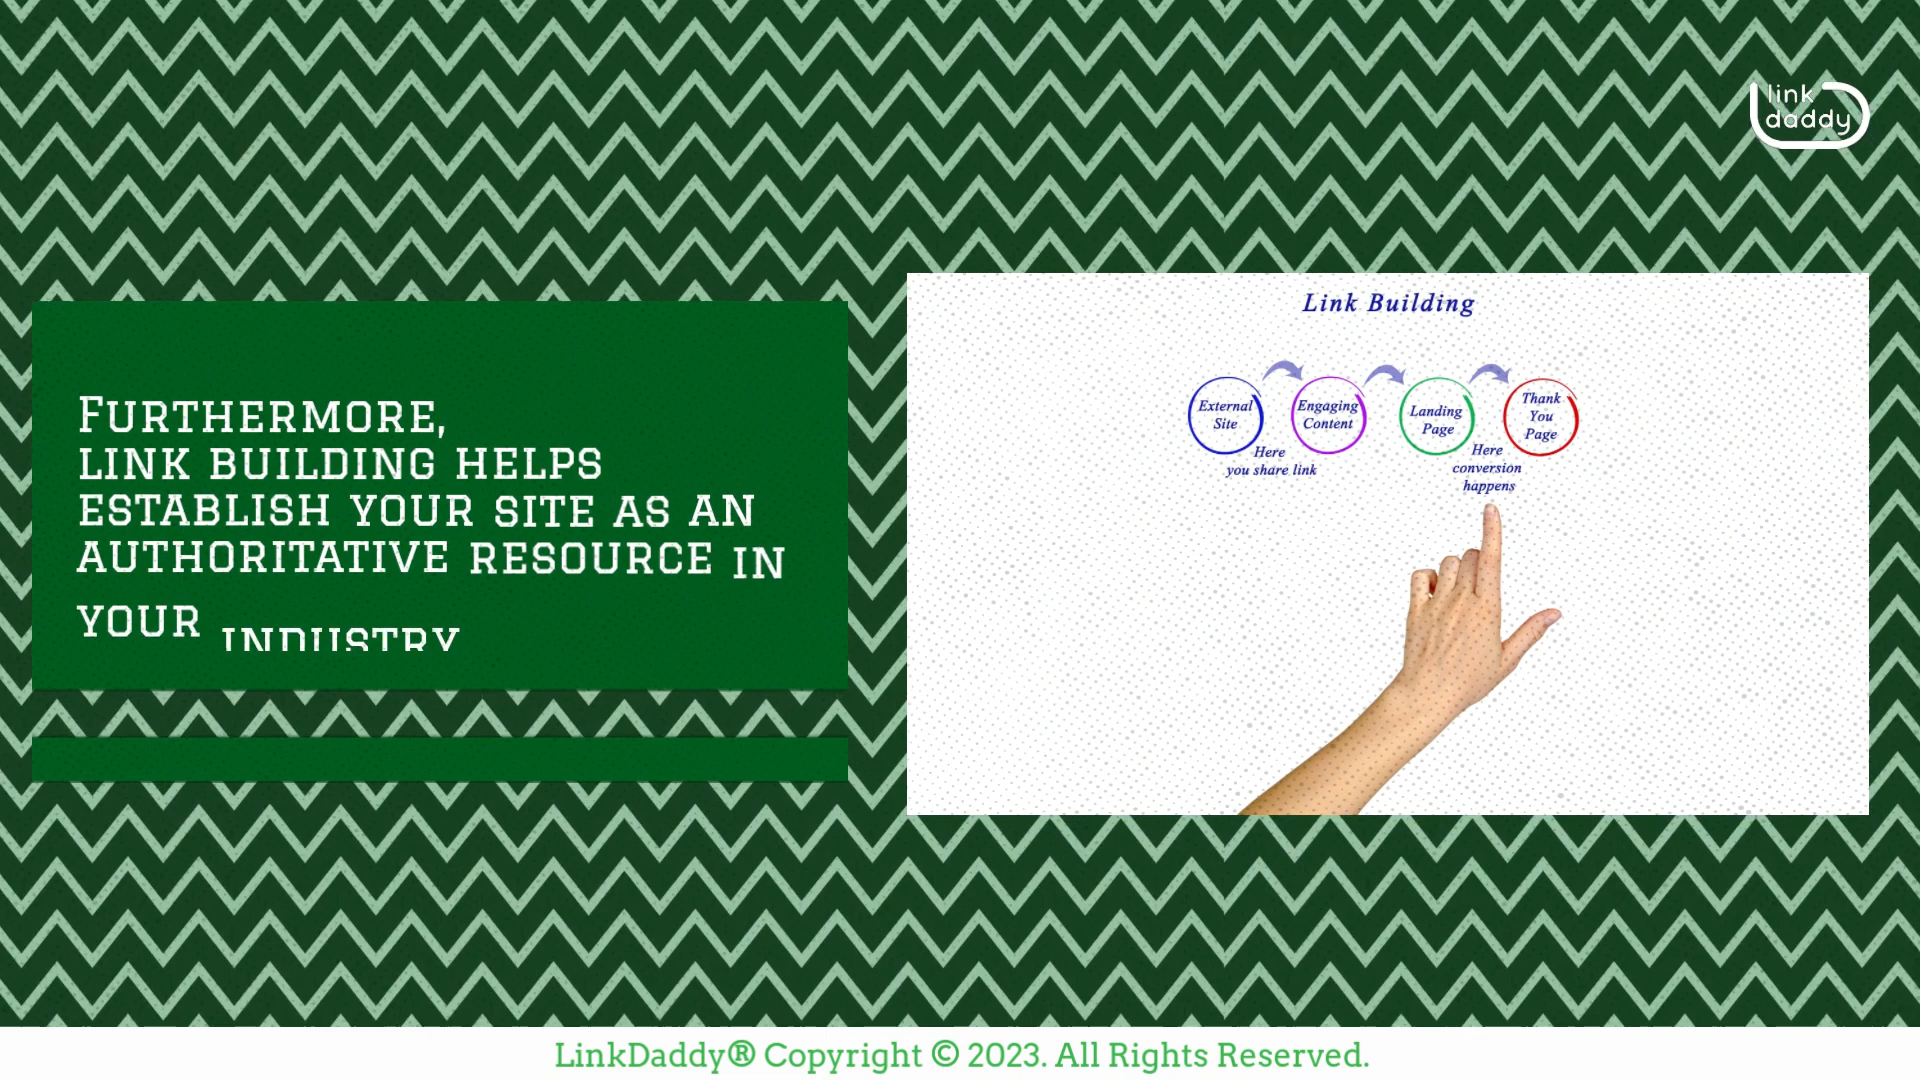 link
daddy
Furthermore,
link building helps
establish your site as an
authoritative resource in
your industry
Link Building
External
Site
Engaging
Content
Landing
Page
Thank
You
Page
Here
you share link
Here
conversion
happens
LinkDaddy® Copyright © 2023. All Rights Reserved.